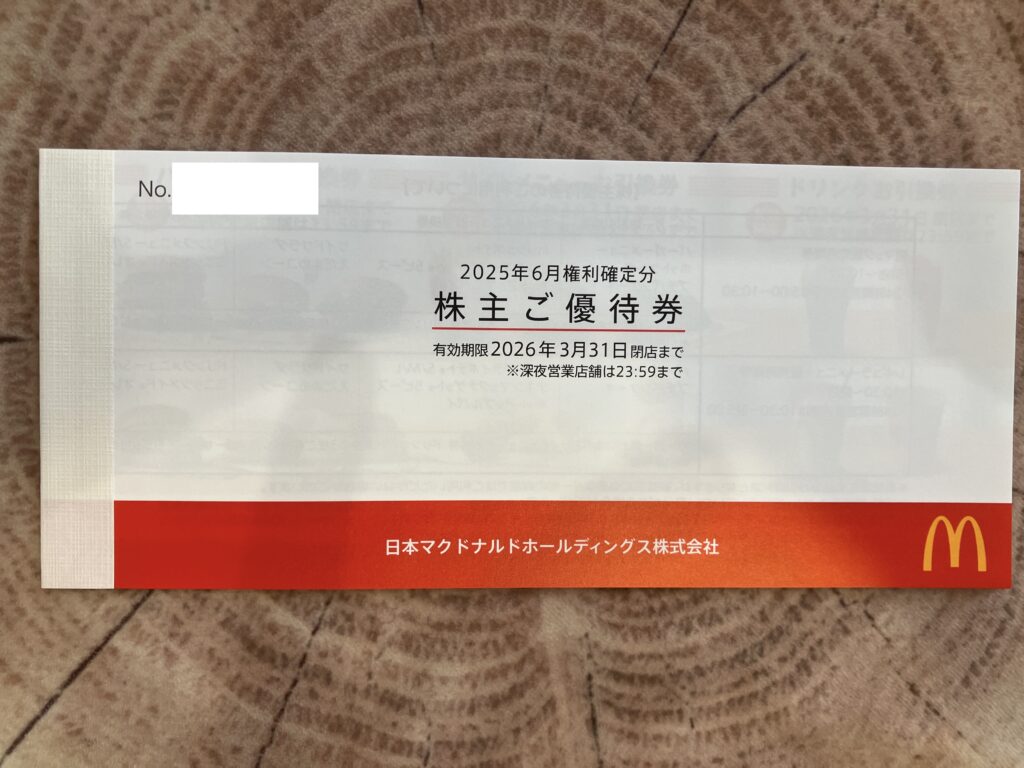 No.
2025年6月権利確定分
株主ご優待券
有効期限2026年3月31日閉店まで
※深夜営業店舗は23:59まで
日本マクドナルドホールディングス株式会社